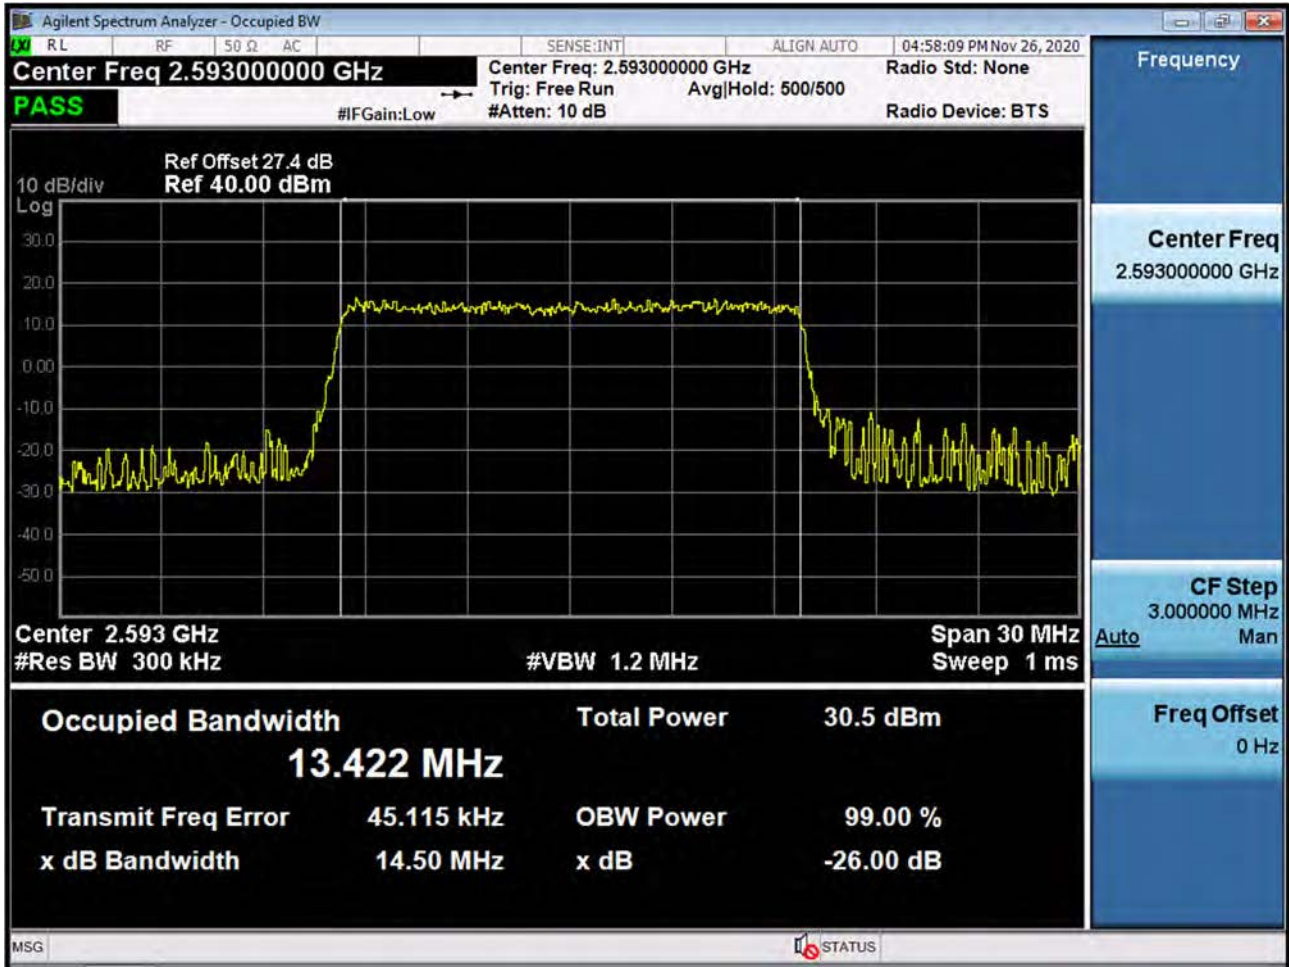 Agilent Spectrum Analyzer - Occupied BW
LXI RL RF 50 Ω AC SENSE:INT ALIGN AUTO 04:58:09 PM Nov 26, 2020
Center Freq 2.593000000 GHz
Center Freq: 2.593000000 GHz
Radio Std: None
Trig: Free Run Avg|Hold: 500/500
PASS
#IFGain:Low
#Atten: 10 dB
Radio Device: BTS
Ref Offset 27.4 dB
10 dB/div Ref 40.00 dBm
Log
30.0
20.0
10.0
0.00
-10.0
-20.0
-30.0
-40.0
-50.0
Center 2.593 GHz Span 30 MHz
#Res BW 300 kHz #VBW 1.2 MHz Sweep 1 ms
Occupied Bandwidth Total Power 30.5 dBm
13.422 MHz
Transmit Freq Error 45.115 kHz OBW Power 99.00 %
x dB Bandwidth 14.50 MHz x dB -26.00 dB
MSG STATUS
Frequency
Center Freq
2.593000000 GHz
CF Step
3.000000 MHz
Auto Man
Freq Offset
0 Hz